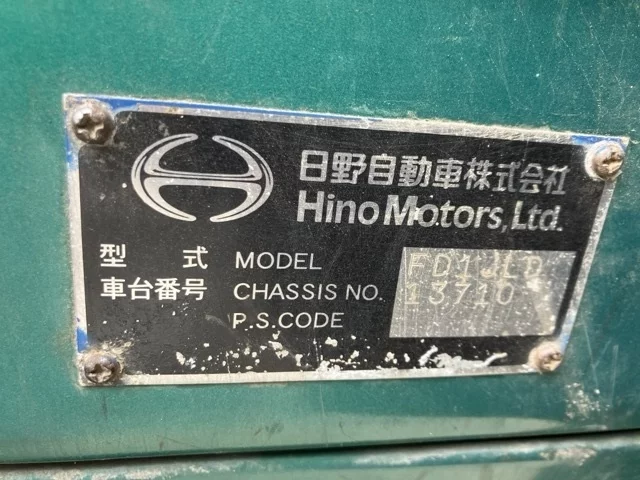 日野自動車株式会社
Hino Motors, Ltd.
型 式 MODEL FD1JLD
車台番号 CHASSIS NO. 13710
P.S.CODE